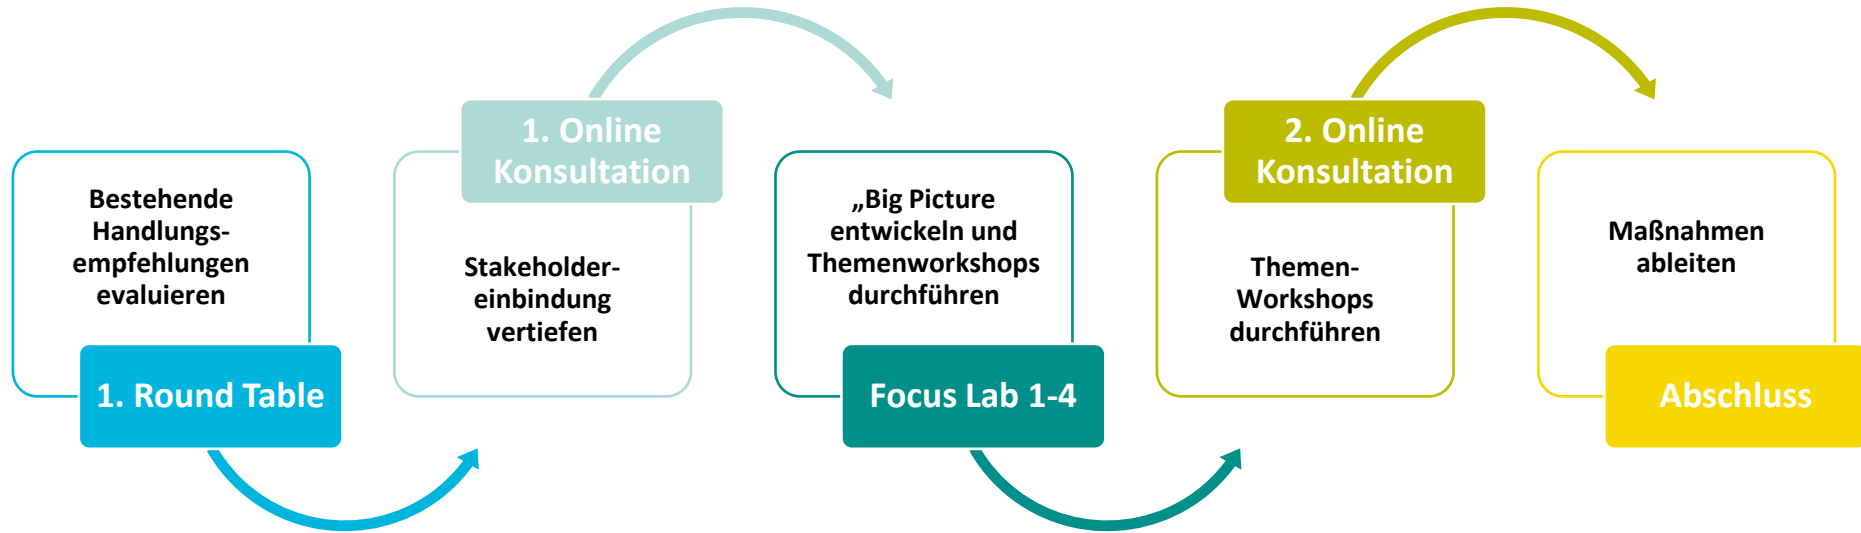 Bestehende
Handlungs-
empfehlungen
evaluieren
1. Round Table
1. Online
Konsultation
Stakeholder-
einbindung
vertiefen
„Big Picture
entwickeln und
Themenworkshops
durchführen
Focus Lab 1-4
2. Online
Konsultation
Themen-
Workshops
durchführen
Maßnahmen
ableiten
Abschluss